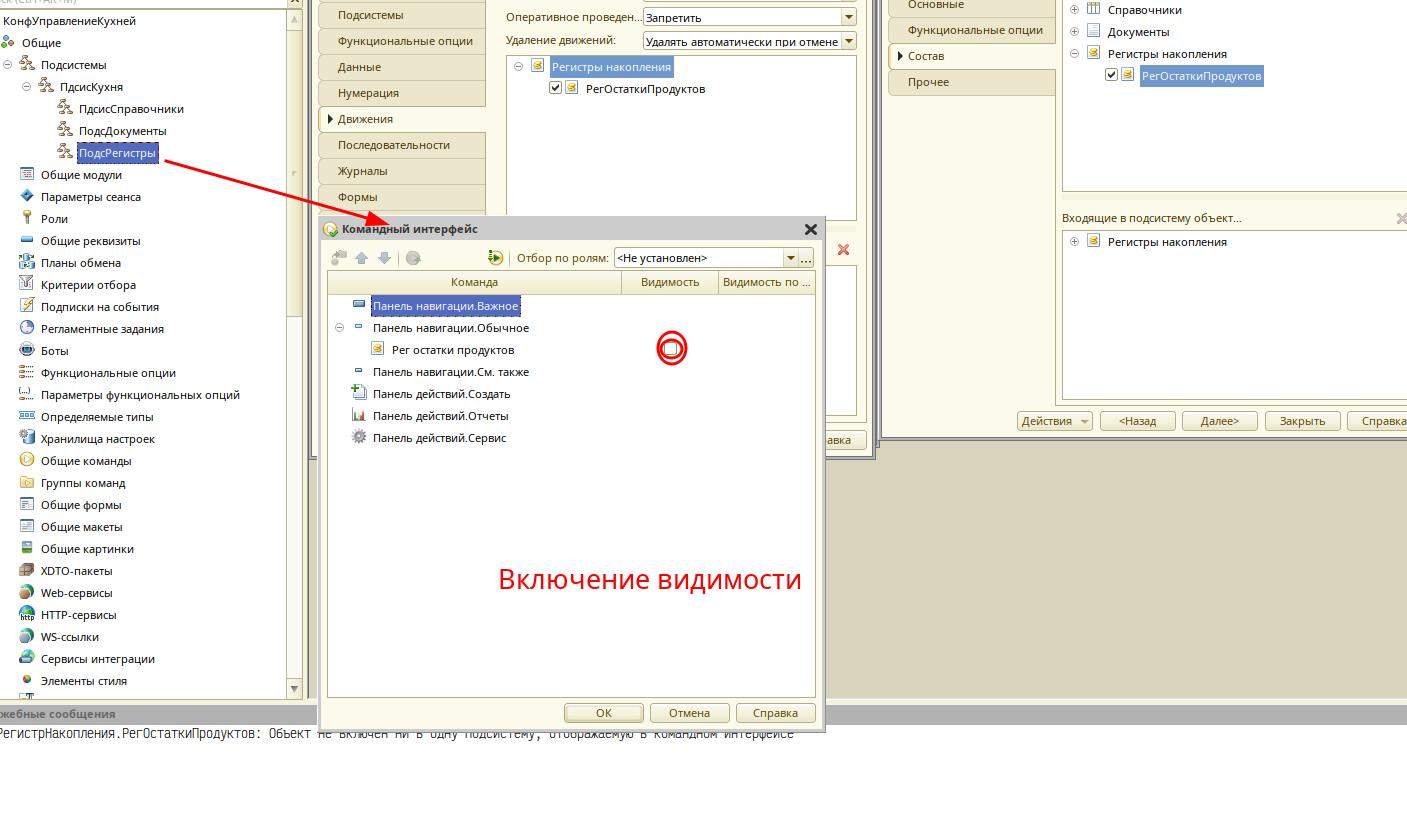 КонфУправлениеКухней
Общие
Подсистемы
ПдсисКухня
ПдсисСправочники
ПодсДокументы
ПодсРегистры
Общие модули
Параметры сеанса
Роли
Общие реквизиты
Планы обмена
Критерии отбора
Подписки на события
Регламентные задания
Боты
Функциональные опции
Параметры функциональных опций
Определяемые типы
Хранилища настроек
Общие команды
Группы команд
Общие формы
Общие макеты
Общие картинки
XDTO-пакеты
Web-сервисы
HTTP-сервисы
WS-ссылки
Сервисы интеграции
Элементы стиля
Подсистемы
Функциональные опции
Данные
Нумерация
Движения
Последовательности
Журналы
Формы
Оперативное проведен... Запретить
Удаление движений: Удалять автоматически при отмене
Регистры накопления
РегОстаткиПродуктов
Основные
Функциональные опции
Состав
Прочее
Справочники
Документы
Регистры накопления
РегОстаткиПродуктов
Входящие в подсистему объект...
Регистры накопления
Действия <Назад Далее> Закрыть Справка
Командный интерфейс
Отбор по ролям: <Не установлен> ...
Команда Видимость Видимость по ...
Панель навигации.Важное
Панель навигации.Обычное
Рег остатки продуктов
Панель навигации.См. также
Панель действий.Создать
Панель действий.Отчеты
Панель действий.Сервис
Включение видимости
OK Отмена Справка
авка
жебные сообщения
РегистрНакопления.РегОстаткиПродуктов: Объект не включен ни в одну подсистему, отображаемую в командном интерфейсе